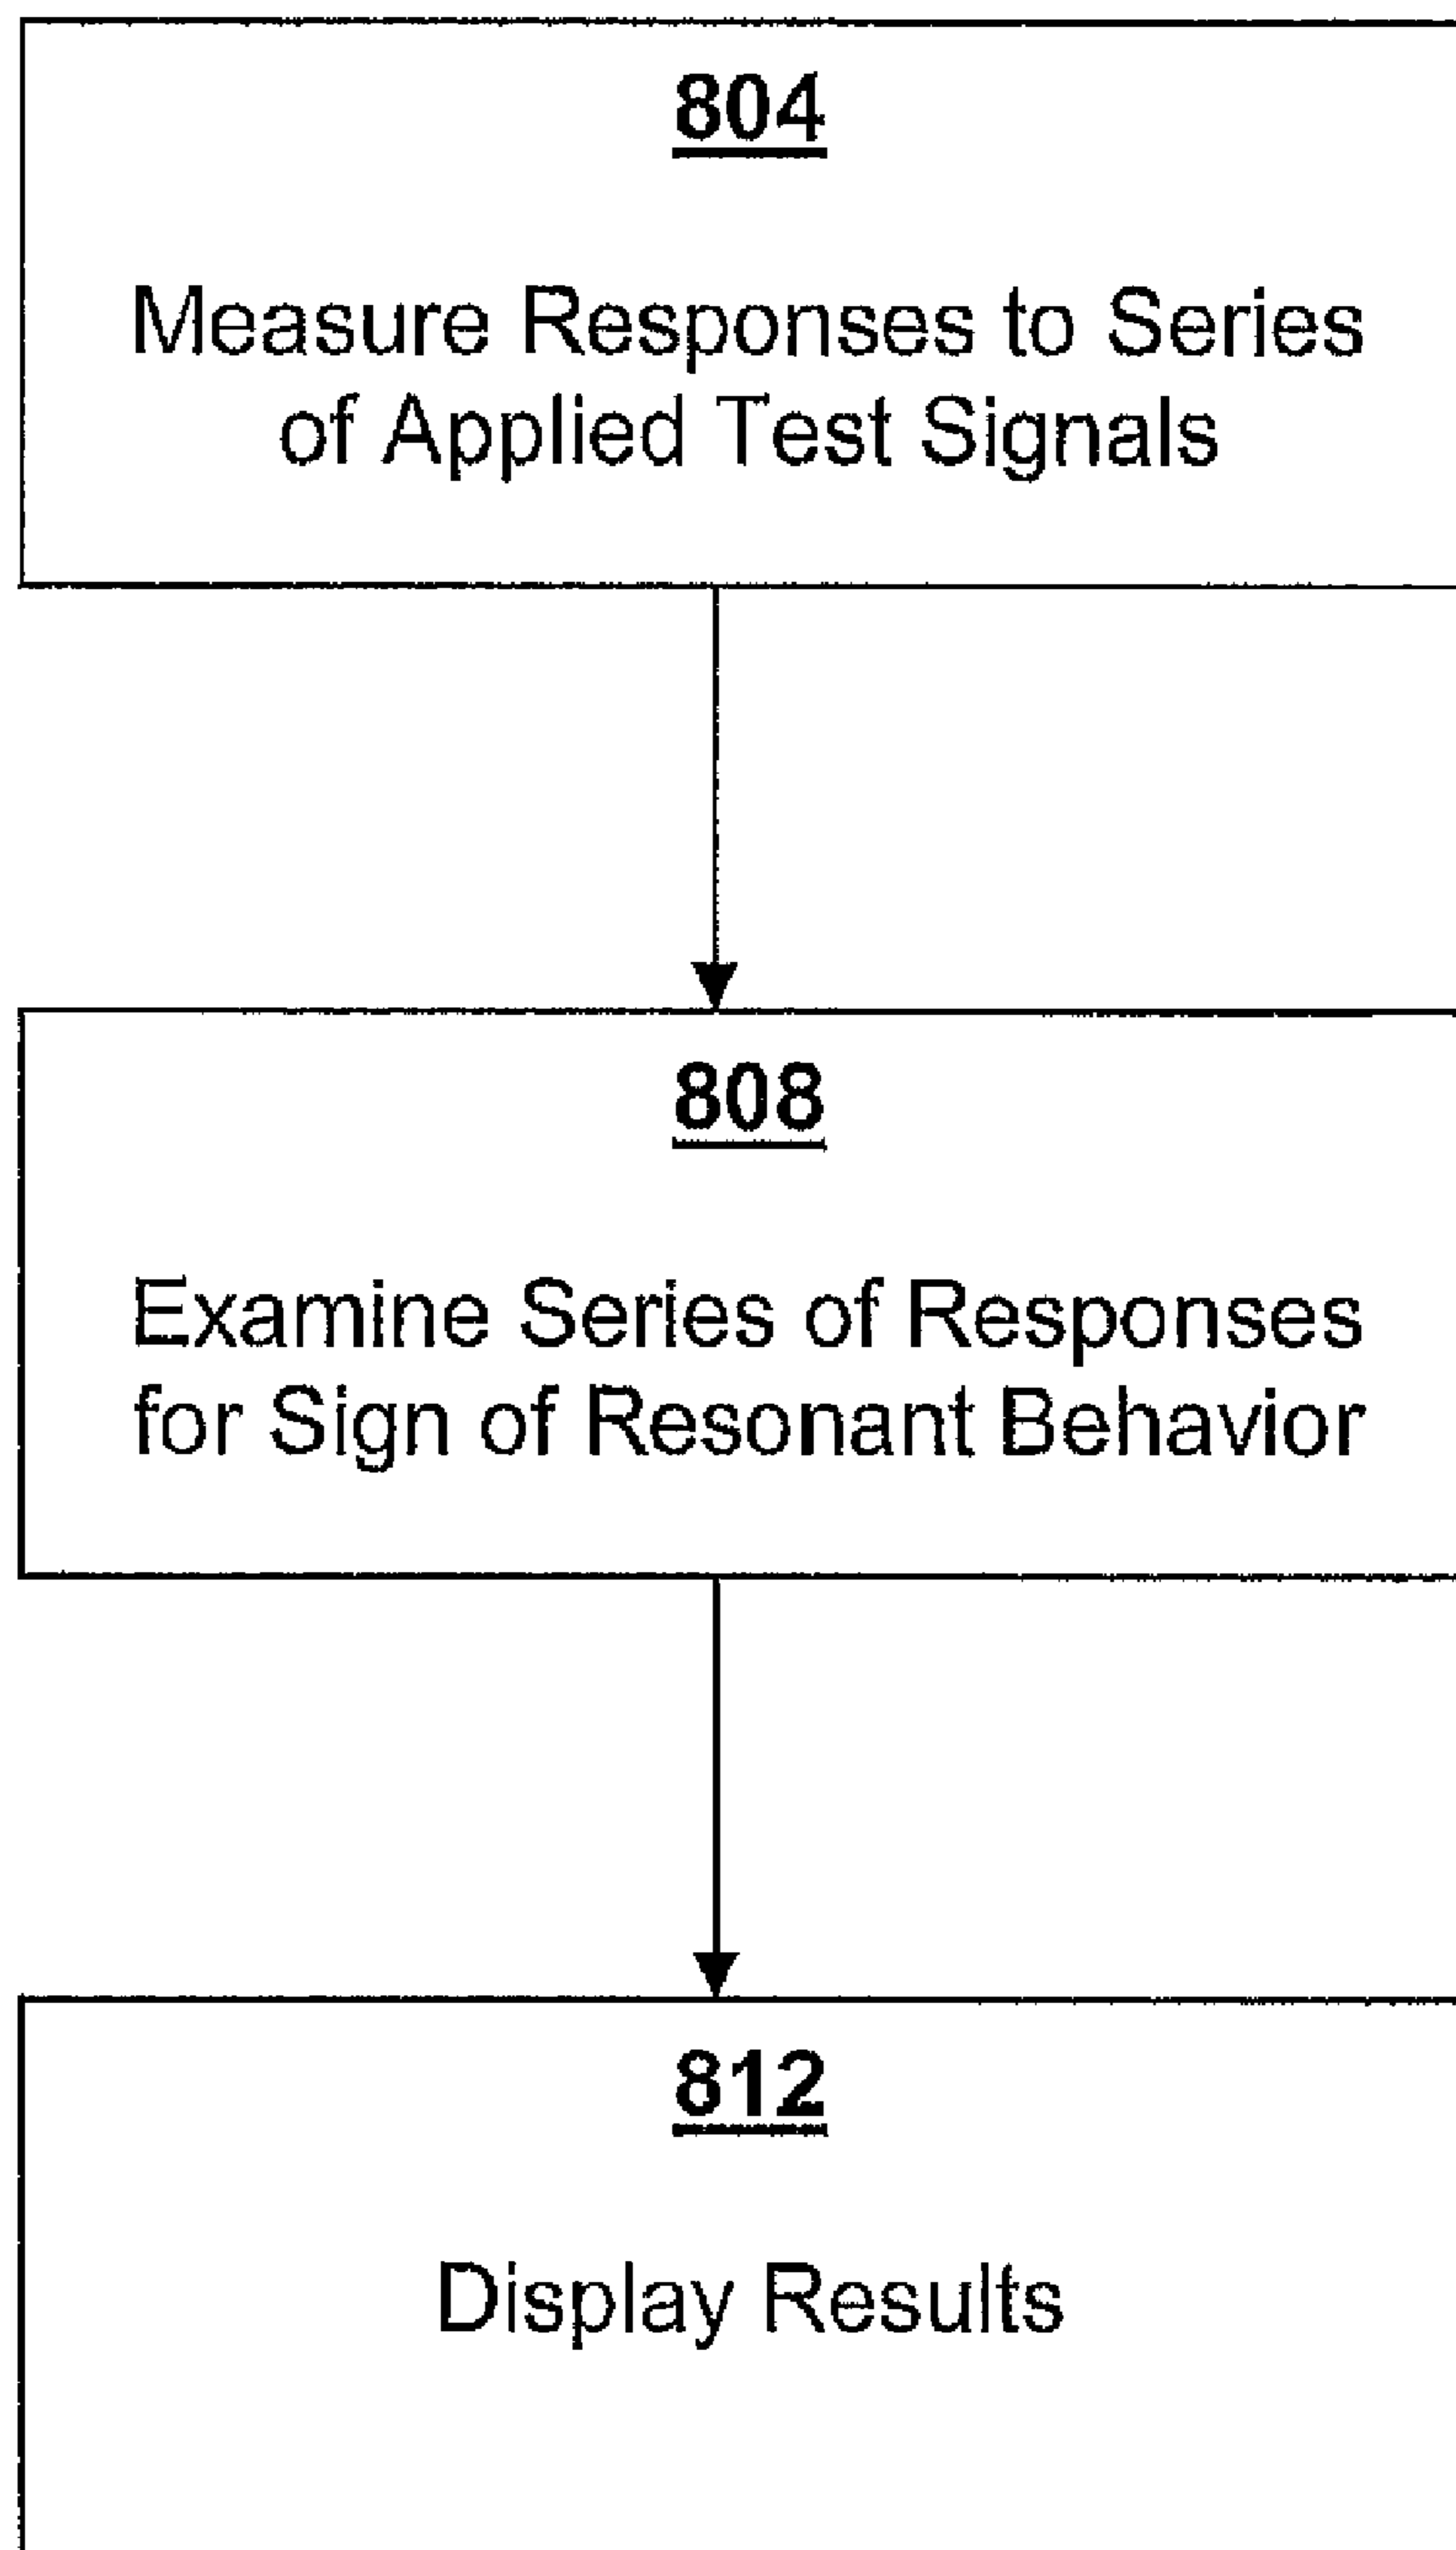 804
Measure Responses to Series
of Applied Test Signals
808
Examine Series of Responses
for Sign of Resonant Behavior
812
Display Results